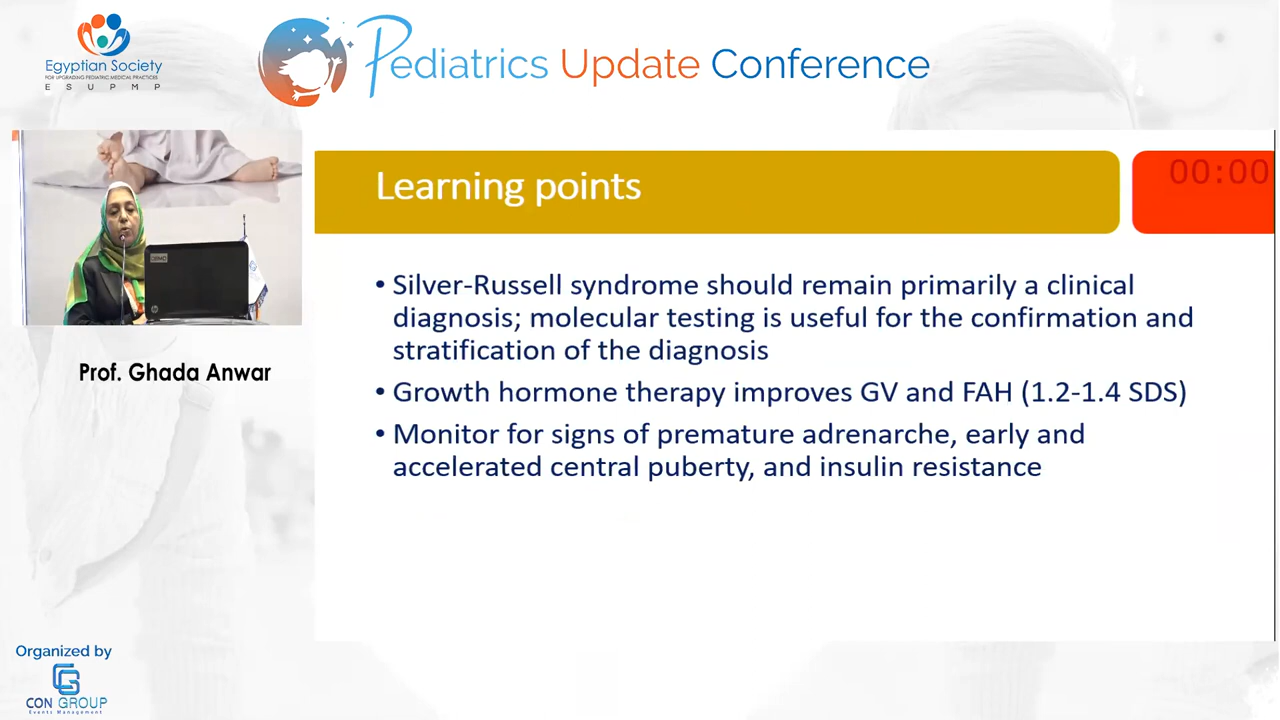 Egyptian Society
FOR UPGRADING PEDIATRIC MEDICAL PRACTICES
E S U P M P
Pediatrics Update Conference
Learning points
00:00
• Silver-Russell syndrome should remain primarily a clinical
diagnosis; molecular testing is useful for the confirmation and
stratification of the diagnosis
• Growth hormone therapy improves GV and FAH (1.2-1.4 SDS)
• Monitor for signs of premature adrenarche, early and
accelerated central puberty, and insulin resistance
Prof. Ghada Anwar
Organized by
CON GROUP
Events Management